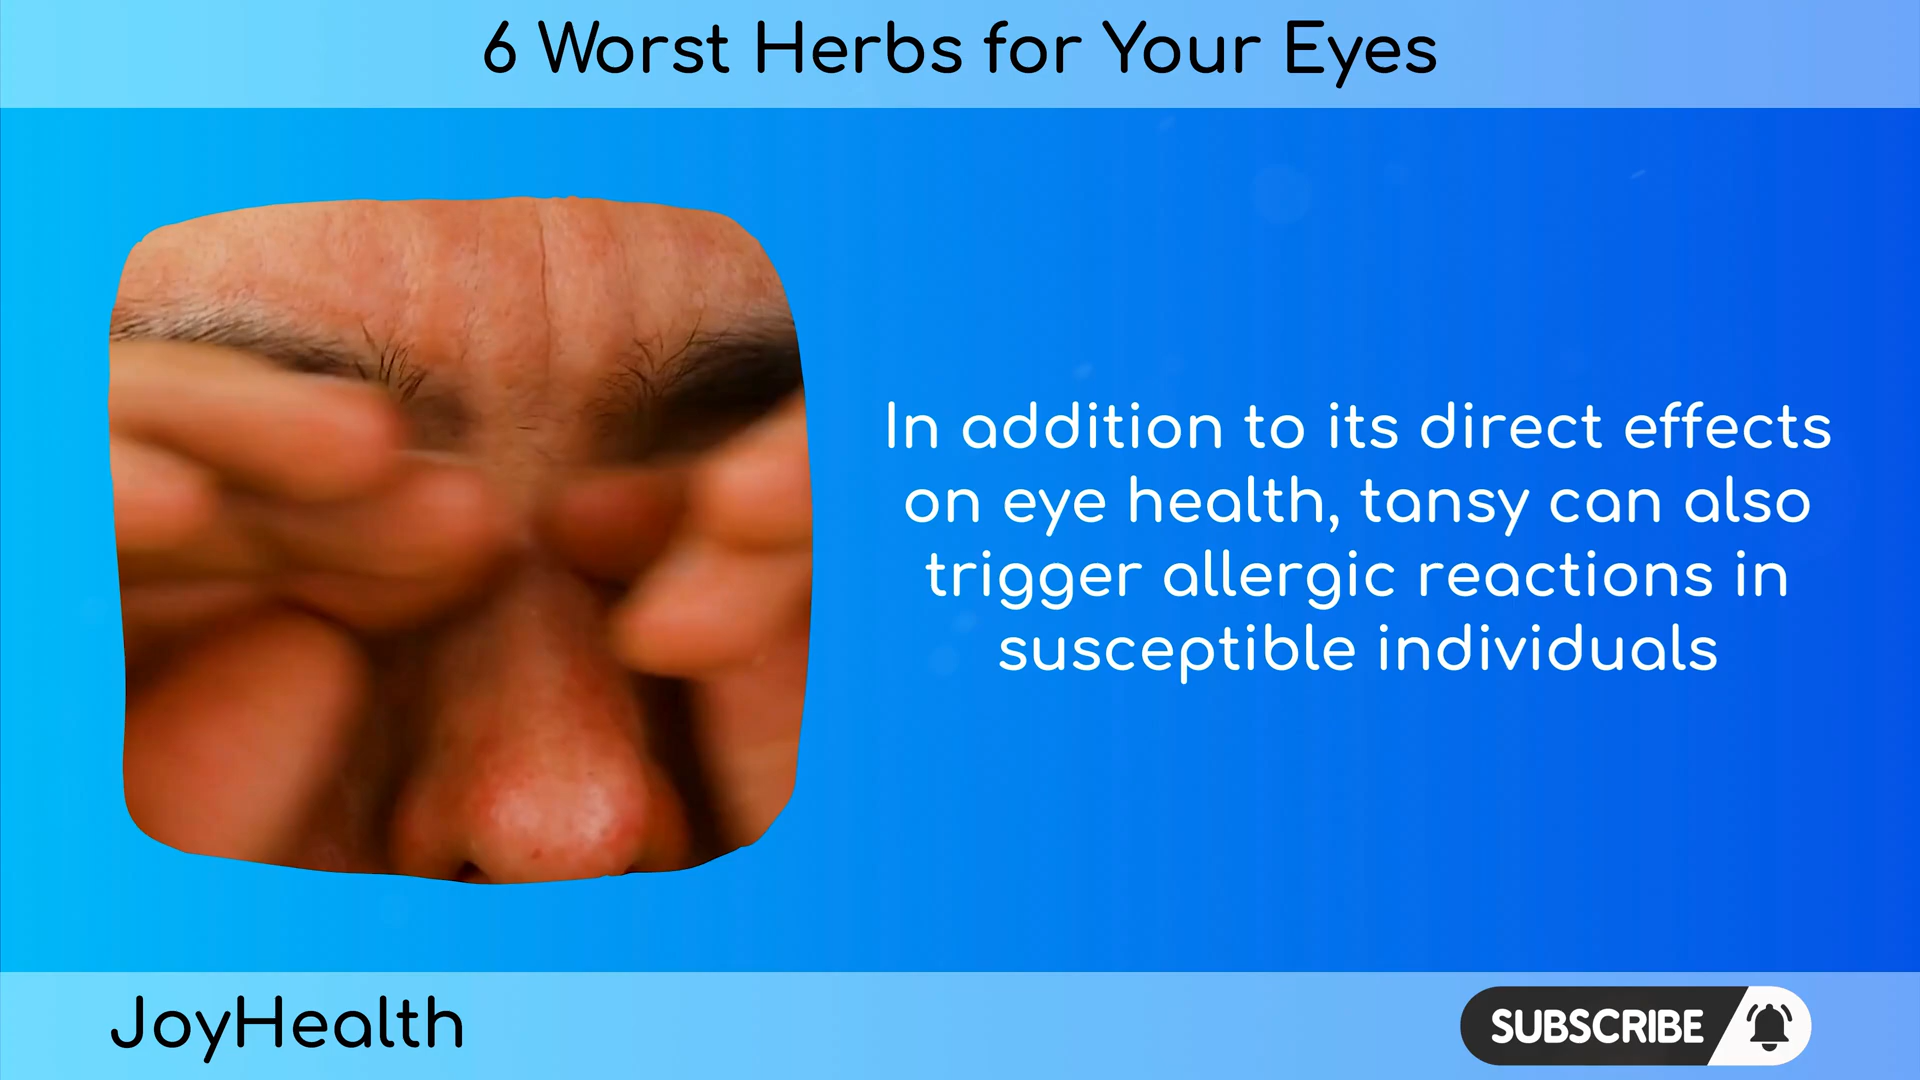 6 Worst Herbs for Your Eyes
In addition to its direct effects
on eye health, tansy can also
trigger allergic reactions in
susceptible individuals
JoyHealth
SUBSCRIBE